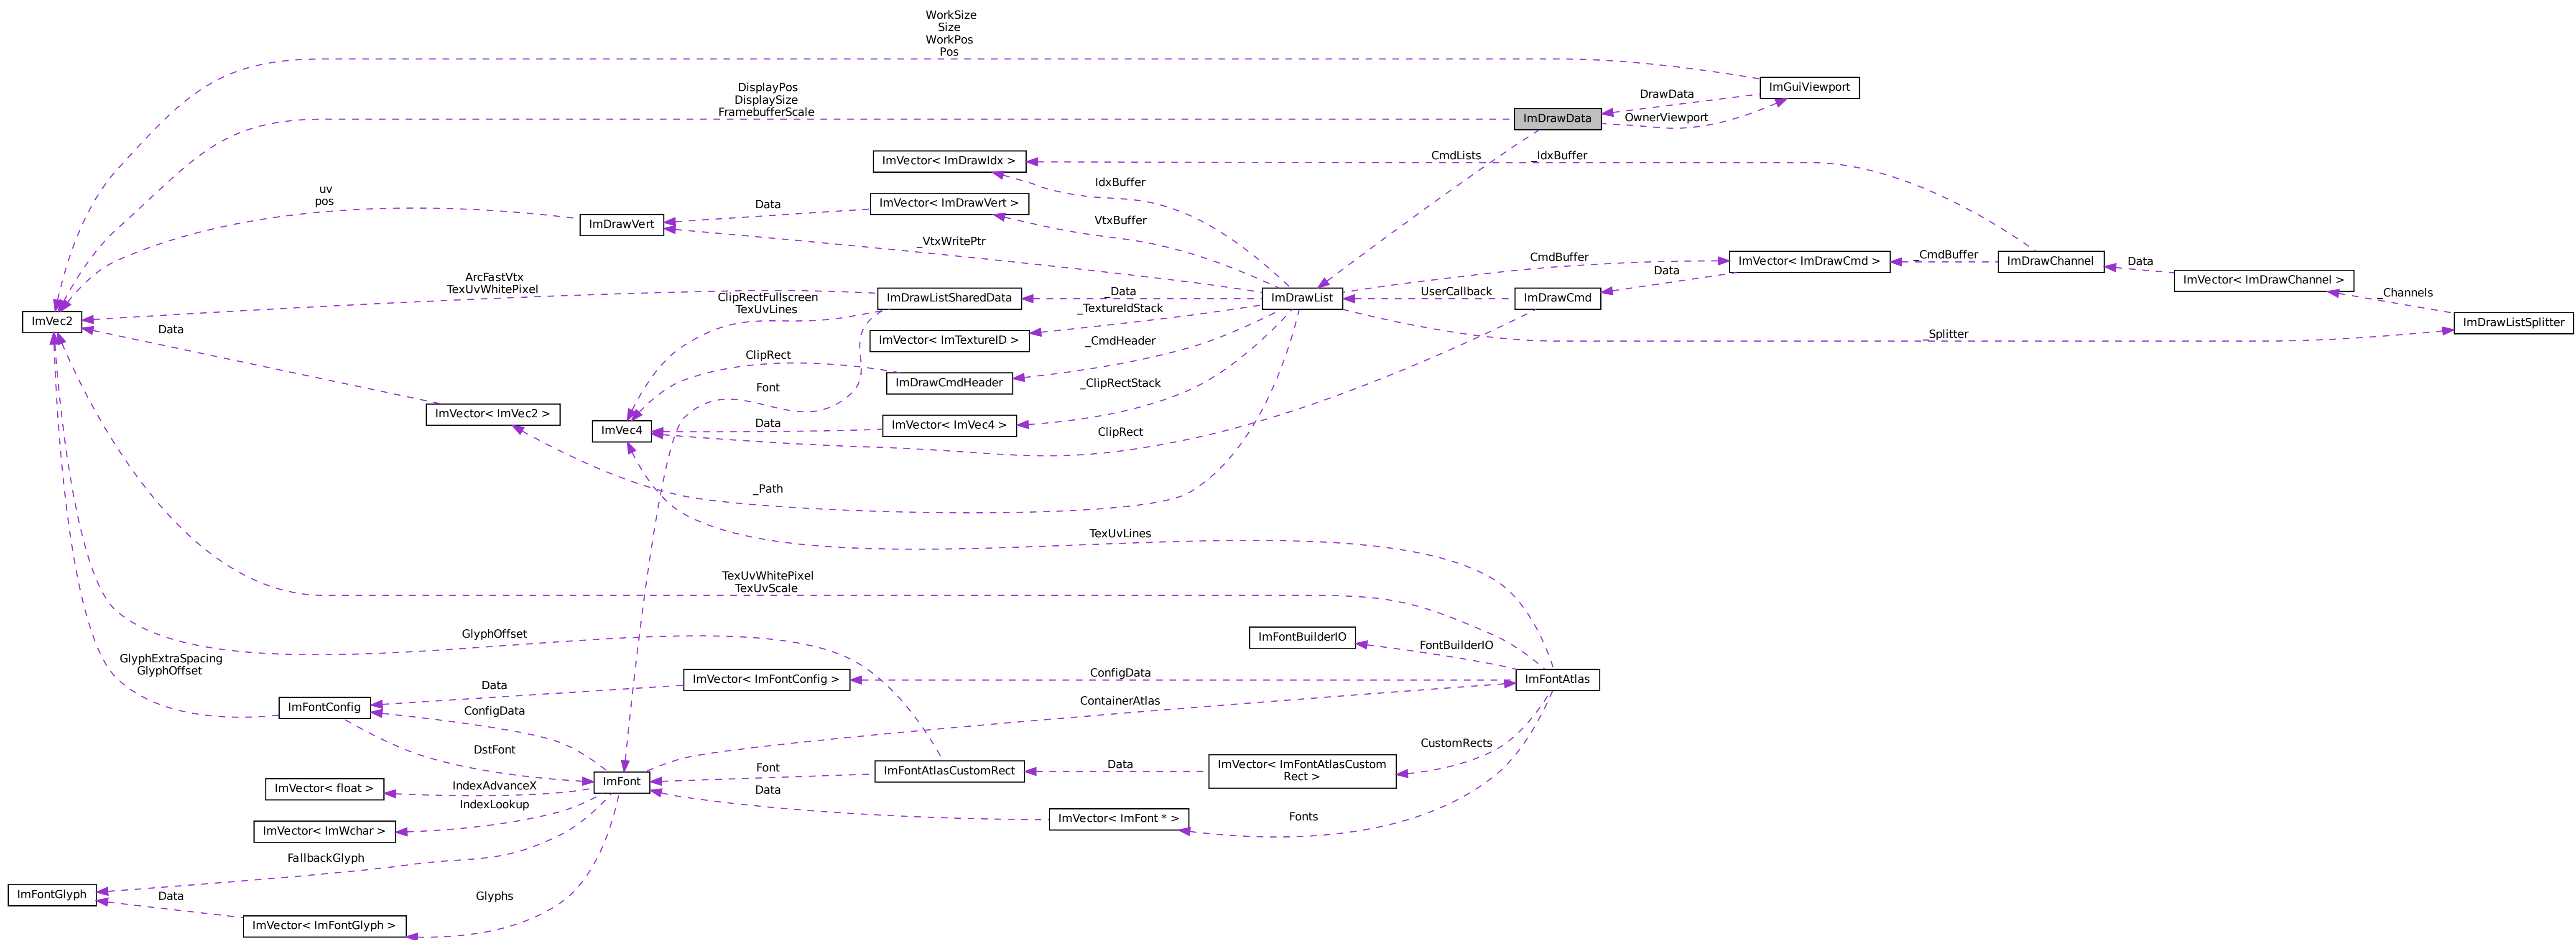 WorkSize
Size
WorkPos
Pos
ImGuiViewport
DisplayPos
DisplaySize
FramebufferScale
DrawData
ImDrawData
OwnerViewport
ImVector< ImDrawIdx >
CmdLists
_IdxBuffer
IdxBuffer
uv
pos
Data
ImVector< ImDrawVert >
ImDrawVert
VtxBuffer
_VtxWritePtr
CmdBuffer
ImVector< ImDrawCmd >
_CmdBuffer
ImDrawChannel
Data
ImVector< ImDrawChannel >
Data
ArcFastVtx
TexUvWhitePixel
ClipRectFullscreen
TexUvLines
ImDrawListSharedData
_Data
ImDrawList
UserCallback
ImDrawCmd
_Channels
ImVec2
_TextureIdStack
ImDrawListSplitter
Data
ImVector< ImTextureID >
_CmdHeader
_Splitter
ClipRect
ImDrawCmdHeader
Font
_ClipRectStack
ImVector< ImVec2 >
ImVec4
Data
ImVector< ImVec4 >
ClipRect
_Path
TexUvLines
TexUvWhitePixel
TexUvScale
GlyphOffset
ImFontBuilderIO
FontBuilderIO
GlyphExtraSpacing
GlyphOffset
Data
ImVector< ImFontConfig >
ConfigData
ImFontAtlas
ImFontConfig
ConfigData
ContainerAtlas
DstFont
CustomRects
ImFont
Font
ImFontAtlasCustomRect
Data
ImVector< ImFontAtlasCustom
Rect >
ImVector< float >
IndexAdvanceX
IndexLookup
Data
ImVector< ImFont * >
Fonts
ImVector< ImWchar >
FallbackGlyph
ImFontGlyph
Data
Glyphs
ImVector< ImFontGlyph >